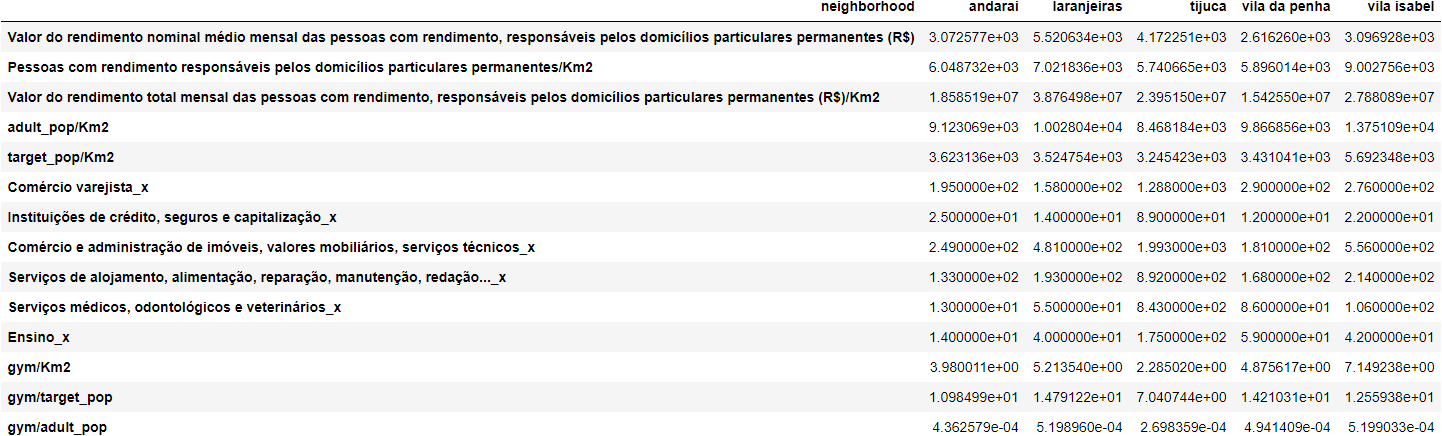 neighborhood andarai laranjeiras tijuca vila da penha vila isabel
Valor do rendimento nominal médio mensal das pessoas com rendimento, responsáveis pelos domicílios particulares permanentes (R$) 3.072577e+03 5.520634e+03 4.172251e+03 2.616260e+03 3.096928e+03
Pessoas com rendimento responsáveis pelos domicílios particulares permanentes/Km2 6.048732e+03 7.021836e+03 5.740665e+03 5.896014e+03 9.002756e+03
Valor do rendimento total mensal das pessoas com rendimento, responsáveis pelos domicílios particulares permanentes (R$)/Km2 1.858519e+07 3.876498e+07 2.395150e+07 1.542550e+07 2.788089e+07
adult_pop/Km2 9.123069e+03 1.002804e+04 8.468184e+03 9.866856e+03 1.375109e+04
target_pop/Km2 3.623136e+03 3.524754e+03 3.245423e+03 3.431041e+03 5.692348e+03
Comércio varejista_x 1.950000e+02 1.580000e+02 1.288000e+03 2.900000e+02 2.760000e+02
Instituições de crédito, seguros e capitalização_x 2.500000e+01 1.400000e+01 8.900000e+01 1.200000e+01 2.200000e+01
Comércio e administração de imóveis, valores mobiliários, serviços técnicos_x 2.490000e+02 4.810000e+02 1.993000e+03 1.810000e+02 5.560000e+02
Serviços de alojamento, alimentação, reparação, manutenção, redação..._x 1.330000e+02 1.930000e+02 8.920000e+02 1.680000e+02 2.140000e+02
Serviços médicos, odontológicos e veterinários_x 1.300000e+01 5.500000e+01 8.430000e+02 8.600000e+01 1.060000e+02
Ensino_x 1.400000e+01 4.000000e+01 1.750000e+02 5.900000e+01 4.200000e+01
gym/Km2 3.980011e+00 5.213540e+00 2.285020e+00 4.875617e+00 7.149238e+00
gym/target_pop 1.098499e+01 1.479122e+01 7.040744e+00 1.421031e+01 1.255938e+01
gym/adult_pop 4.362579e-04 5.198960e-04 2.698359e-04 4.941409e-04 5.199033e-04